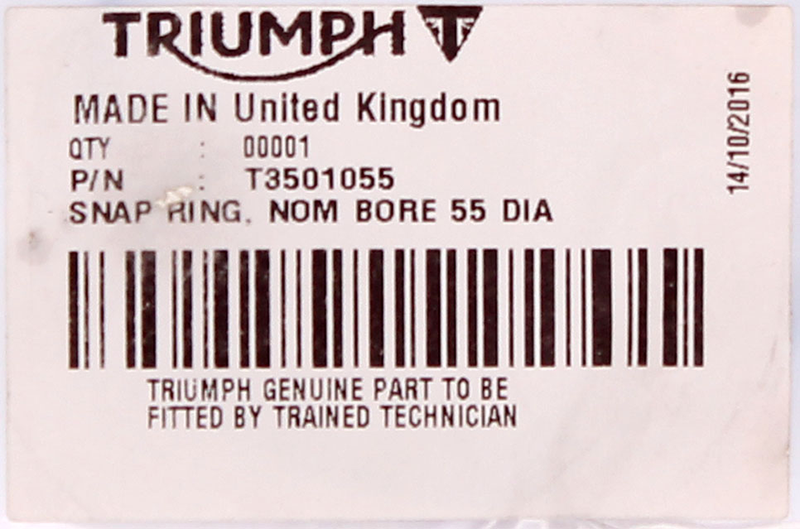 TRIUMPH
MADE IN United Kingdom
QTY : 00001
P/N : T3501055
SNAP RING, NOM BORE 55 DIA
TRIUMPH GENUINE PART TO BE
FITTED BY TRAINED TECHNICIAN
14/10/2016